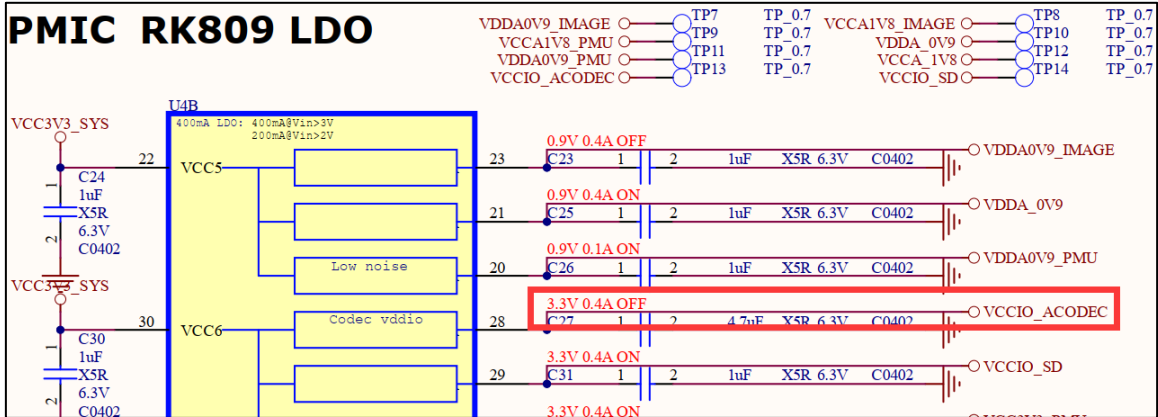 PMIC RK809 LDO
VDDA0V9_IMAGE TP7 TP_0.7 VCCA1V8_IMAGE TP8 TP_0.7
VCCA1V8_PMU TP9 TP_0.7 VDDA_0V9 TP10 TP_0.7
VDDA0V9_PMU TP11 TP_0.7 VCCA_1V8 TP12 TP_0.7
VCCIO_ACODEC TP13 TP_0.7 VCCIO_SD TP14 TP_0.7
U4B
400mA LDO: 400mA@Vin>3V
200mA@Vin>2V
VCC3V3_SYS
22 VCC5
C24
1
1uF
X5R
6.3V
2
C0402
0.9V 0.4A OFF
23 C23 1 2 1uF X5R 6.3V C0402 VDDA0V9_IMAGE
0.9V 0.4A ON
21 C25 1 2 1uF X5R 6.3V C0402 VDDA_0V9
0.9V 0.1A ON
Low noise 20 C26 1 2 1uF X5R 6.3V C0402 VDDA0V9_PMU
VCC3V3_SYS
30 VCC6
3.3V 0.4A OFF
Codec vddio 28 C27 1 2 4.7uF X5R 6.3V C0402 VCCIO_ACODEC
C30
1
1uF
X5R
6.3V
2
C0402
3.3V 0.4A ON
29 C31 1 2 1uF X5R 6.3V C0402 VCCIO_SD
3.3V 0.4A ON